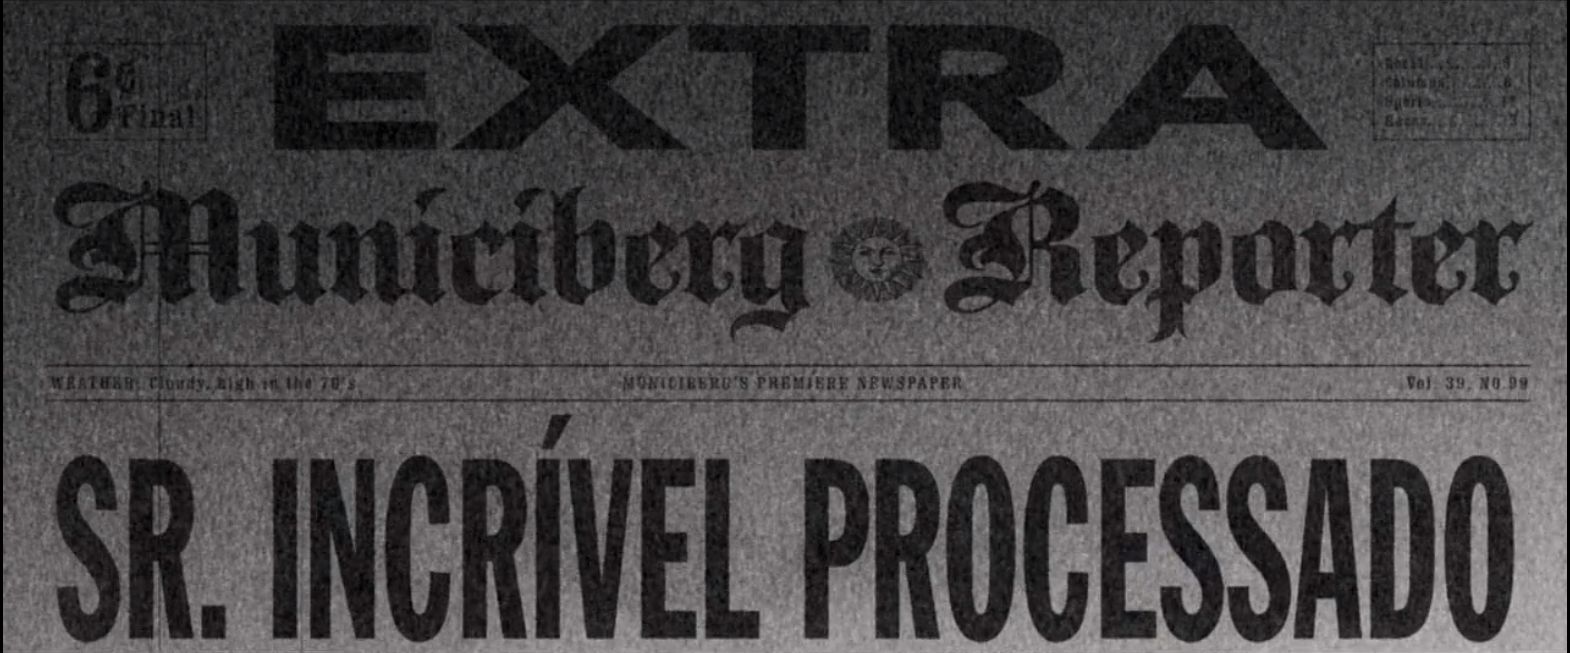 EXTRA
6¢
Final
Municiberg Reporter
WEATHER: Cloudy, high in the 70's
MUNICIBERG'S PREMIERE NEWSPAPER
Vol. 39, NO 99
SR. INCRÍVEL PROCESSADO